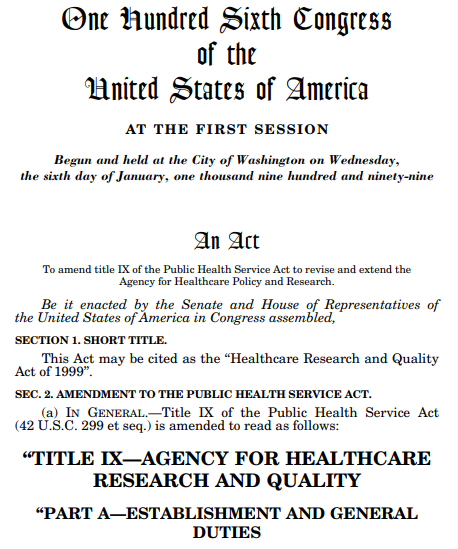 One Hundred Sixth Congress
of the
United States of America
AT THE FIRST SESSION
Begun and held at the City of Washington on Wednesday,
the sixth day of January, one thousand nine hundred and ninety-nine
An Act
To amend title IX of the Public Health Service Act to revise and extend the
Agency for Healthcare Policy and Research.
Be it enacted by the Senate and House of Representatives of
the United States of America in Congress assembled,
SECTION 1. SHORT TITLE.
This Act may be cited as the “Healthcare Research and Quality
Act of 1999”.
SEC. 2. AMENDMENT TO THE PUBLIC HEALTH SERVICE ACT.
(a) IN GENERAL.—Title IX of the Public Health Service Act
(42 U.S.C. 299 et seq.) is amended to read as follows:
“TITLE IX—AGENCY FOR HEALTHCARE
RESEARCH AND QUALITY
“PART A—ESTABLISHMENT AND GENERAL
DUTIES